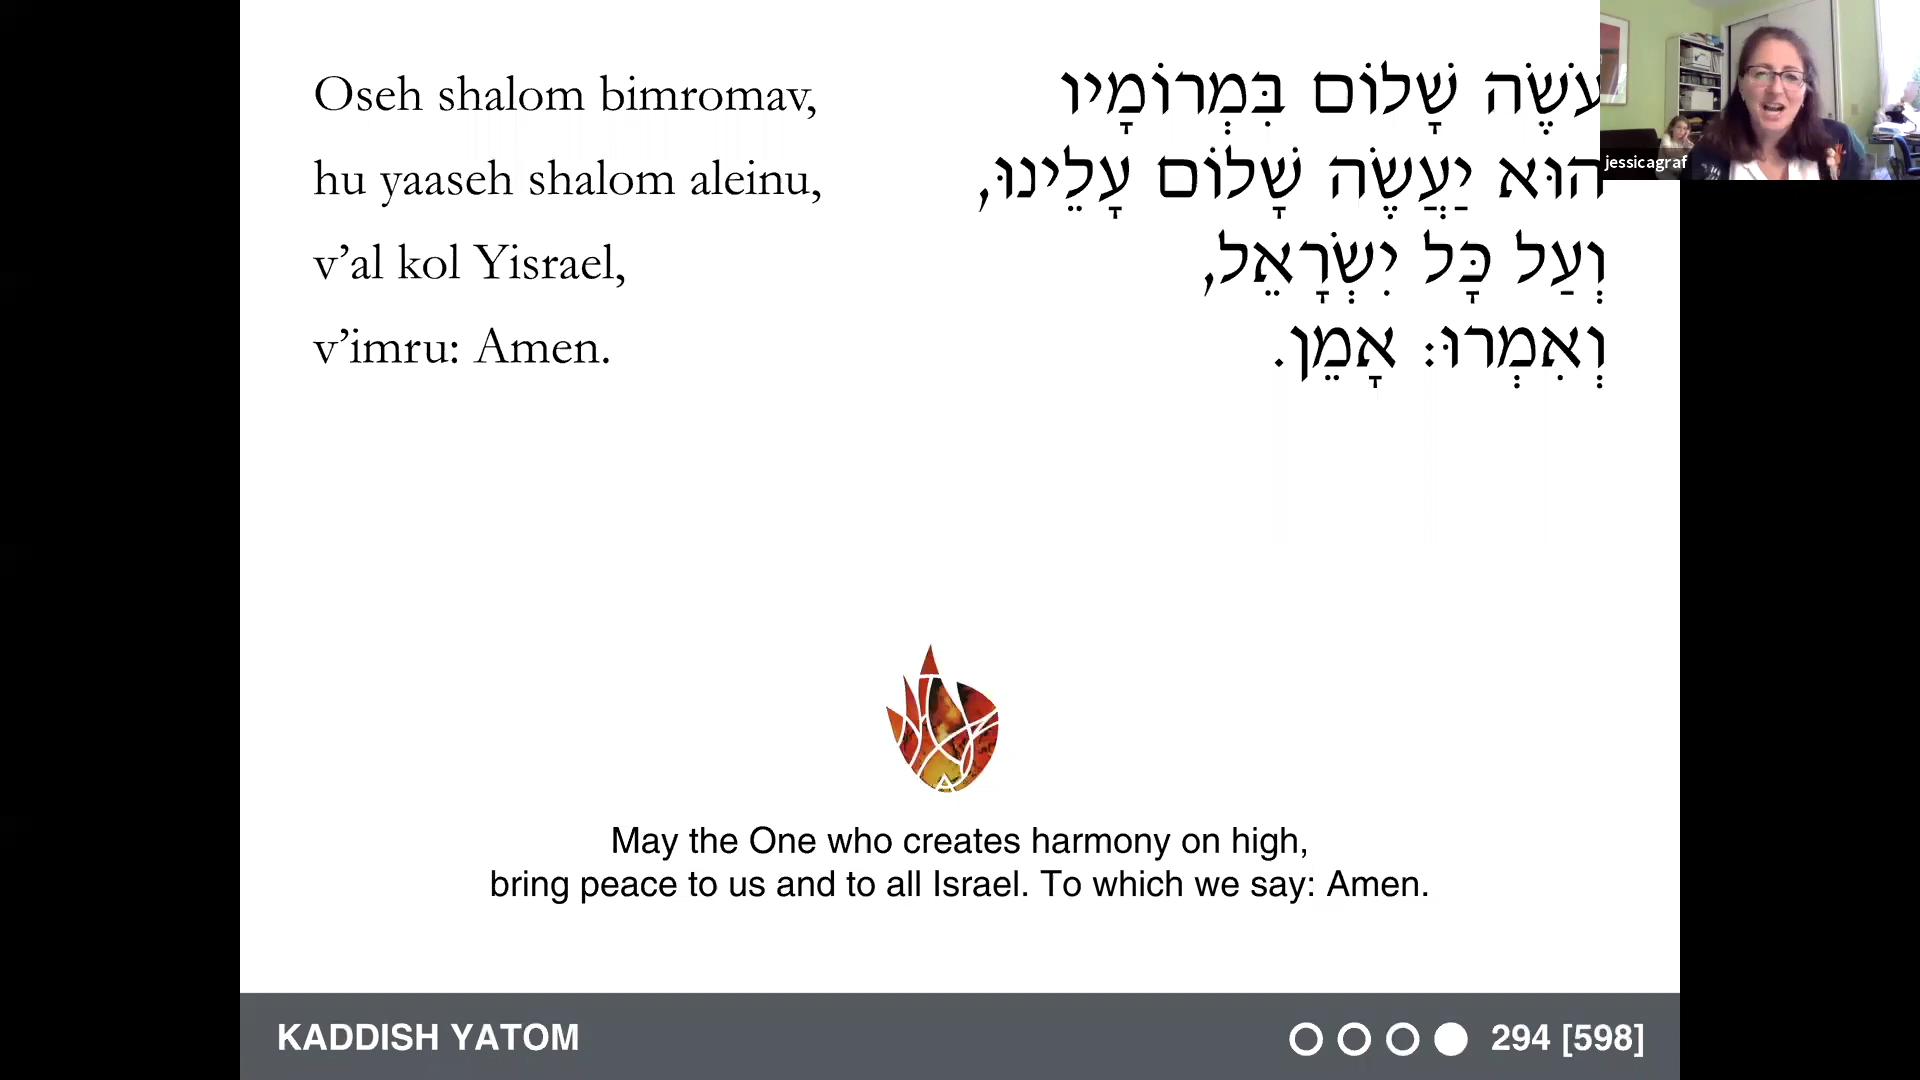 Oseh shalom bimromav,
hu yaaseh shalom aleinu,
v’al kol Yisrael,
v’imru: Amen.
עֹשֶׂה שָׁלוֹם בִּמְרוֹמָיו
הוּא יַעֲשֶׂה שָׁלוֹם עָלֵינוּ,
וְעַל כָּל יִשְׂרָאֵל,
וְאִמְרוּ: אָמֵן.
jessicagraf
May the One who creates harmony on high,
bring peace to us and to all Israel. To which we say: Amen.
KADDISH YATOM
294 [598]